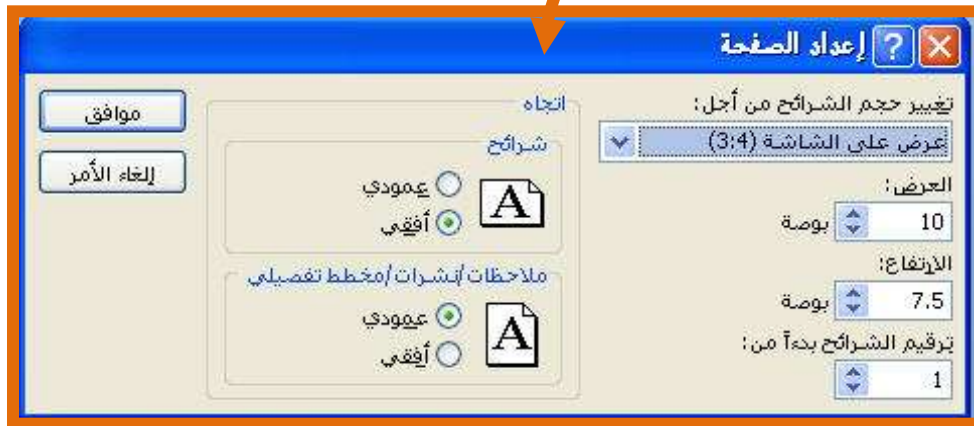 إعداد الصفحة
تغيير حجم الشرائح من أجل:
عرض على الشاشة (3:4)
العرض:
10 بوصة
الارتفاع:
7.5 بوصة
ترقيم الشرائح بدءاً من:
1
اتجاه
شرائح
A
عمودي
أفقي
ملاحظات/نشرات/مخطط تفصيلي
A
عمودي
أفقي
موافق
إلغاء الأمر